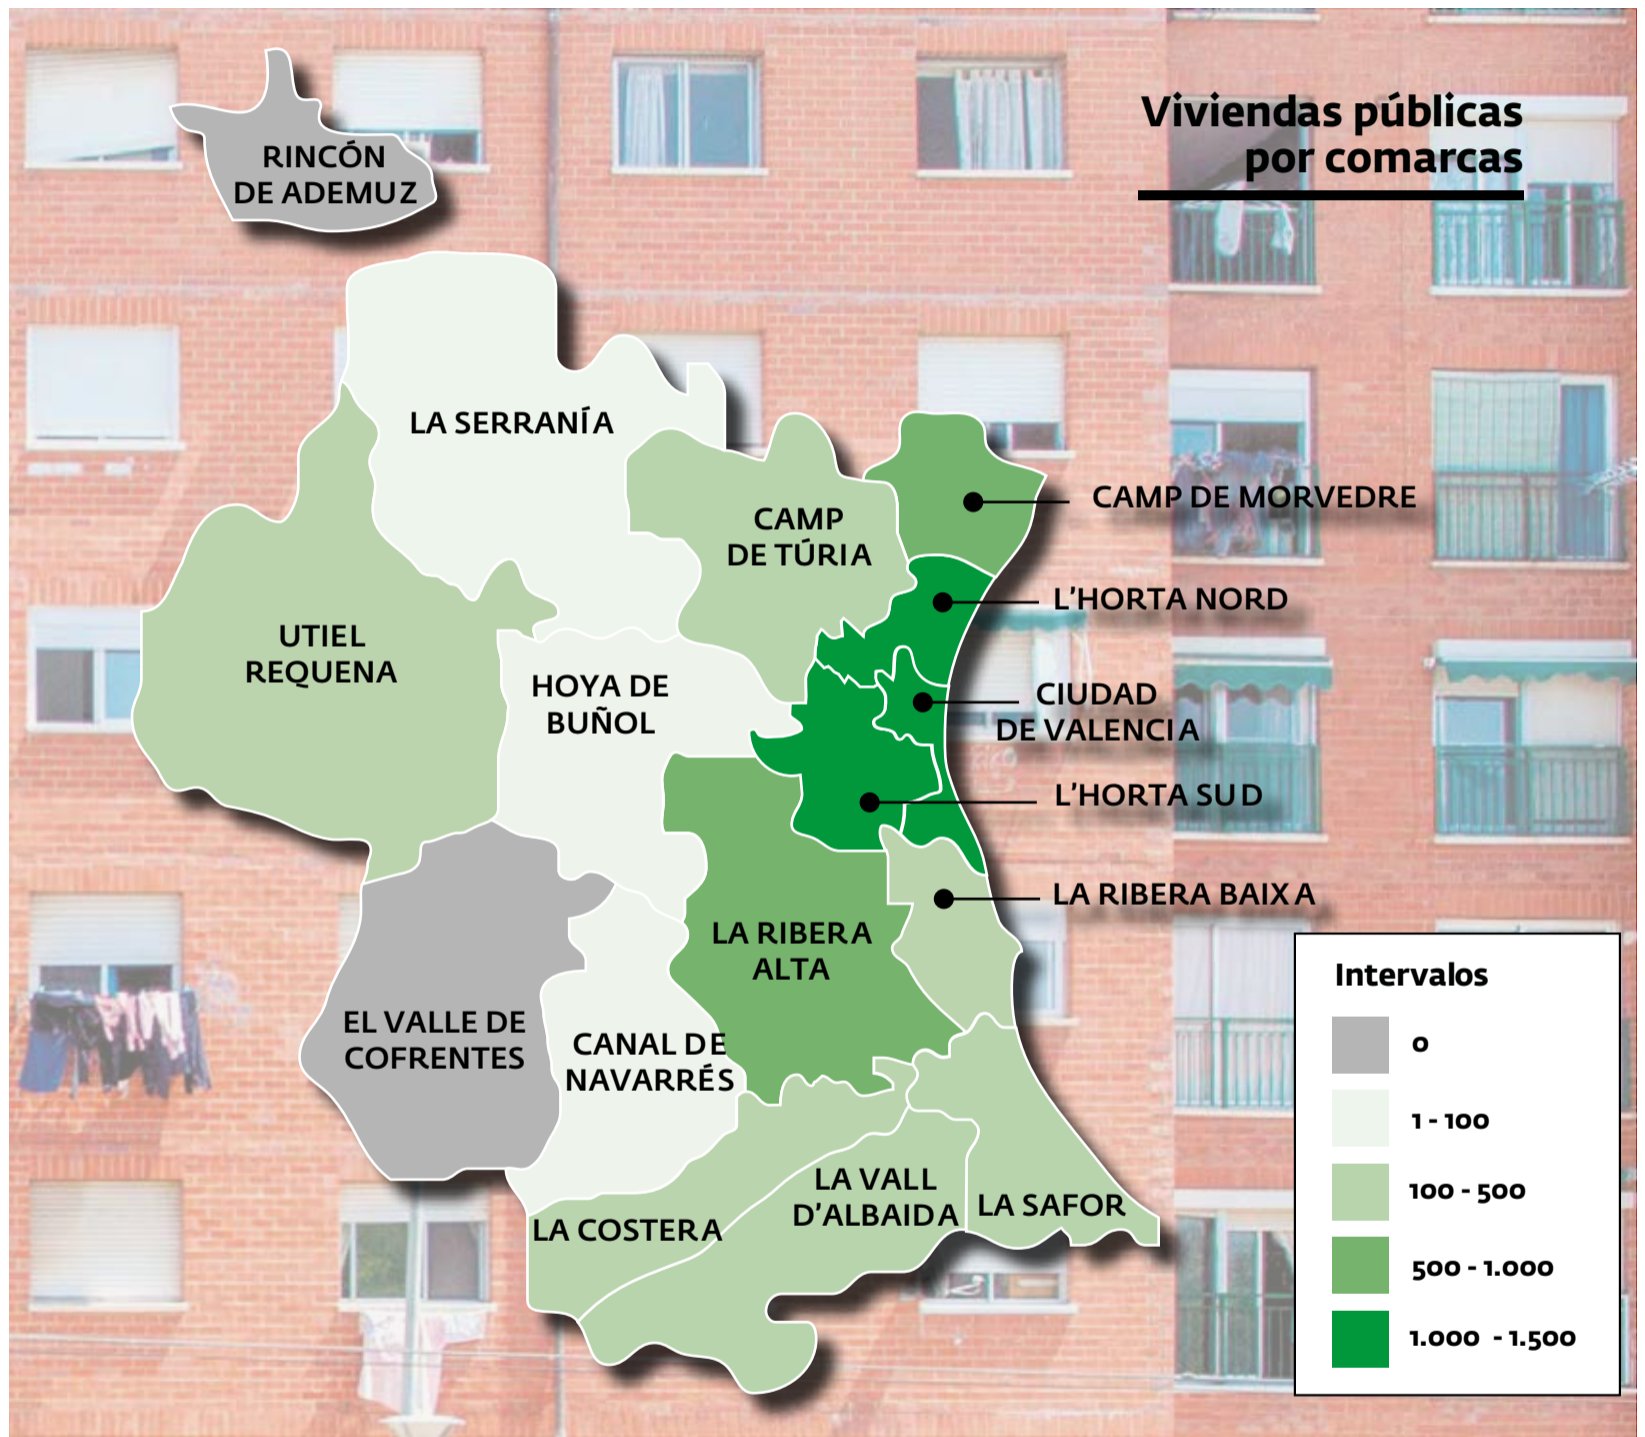 Viviendas públicas
por comarcas
RINCÓN
DE ADEMUZ
LA SERRANÍA
CAMP DE MORVEDRE
CAMP
DE TÚRIA
L'HORTA NORD
UTIEL
REQUENA
HOYA DE
BUÑOL
CIUDAD
DE VALENCIA
L'HORTA SUD
LA RIBERA BAIXA
LA RIBERA
ALTA
EL VALLE DE
COFRENTES
CANAL DE
NAVARRÉS
LA VALL
D'ALBAIDA
LA SAFOR
LA COSTERA
Intervalos
0
1 - 100
100 - 500
500 - 1.000
1.000 - 1.500